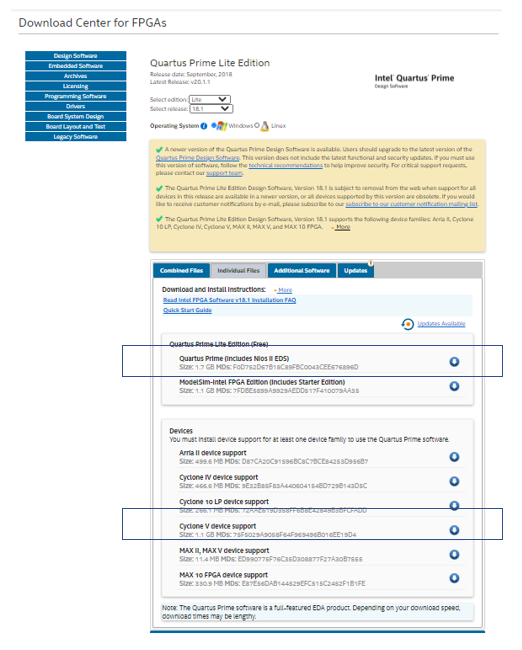 Download Center for FPGAs
Design Software
Embedded Software
Archives
Licensing
Programming Software
Drivers
Board System Design
Board Layout and Test
Legacy Software
Quartus Prime Lite Edition
Release date: September, 2018
Latest Release: v20.1.1
Intel Quartus Prime
Design Software
Select edition: Lite
Select release: 18.1
Operating System Windows Linux
A newer version of the Quartus Prime Design Software is available. Users should upgrade to the latest version of the
Quartus Prime Design Software. This version does not include the latest functional and security updates. If you must use
this version of software, follow the technical recommendations to help improve security. For critical support requests,
please contact our support team.
The Quartus Prime Lite Edition Design Software, Version 18.1 is subject to removal from the web when support for all
devices in this release are available in a newer version, or all devices supported by this version are obsolete. If you would
like to receive customer notifications by e-mail, please subscribe to our subscribe to our customer notification mailing list.
The Quartus Prime Lite Edition Design Software, Version 18.1 supports the following device families: Arria II, Cyclone
10 LP, Cyclone IV, Cyclone V, MAX II, MAX V, and MAX 10 FPGA. More
Combined Files
Individual Files
Additional Software
Updates
Download and Install Instructions: More
Read Intel FPGA Software v18.1 Installation FAQ
Quick Start Guide
Updates Available
Quartus Prime Lite Edition (Free)
Quartus Prime (includes Nios II EDS)
Size: 1.7 GB MD5:
ModelSim-Intel FPGA Edition (includes Starter Edition)
Size: 1.1 GB MD5:
Devices
You must install device support for at least one device family to use the Quartus Prime software.
Arria II device support
Size: 499.6 MB MD5:
Cyclone IV device support
Size: 466.6 MB MD5:
Cyclone 10 LP device support
Size: 266.1 MB MD5:
Cyclone V device support
Size: 1.1 GB MD5:
MAX II, MAX V device support
Size: 11.4 MB MD5:
MAX 10 FPGA device support
Size: 330.9 MB MD5:
Note: The Quartus Prime software is a full-featured EDA product. Depending on your download speed,
download times may be lengthy.